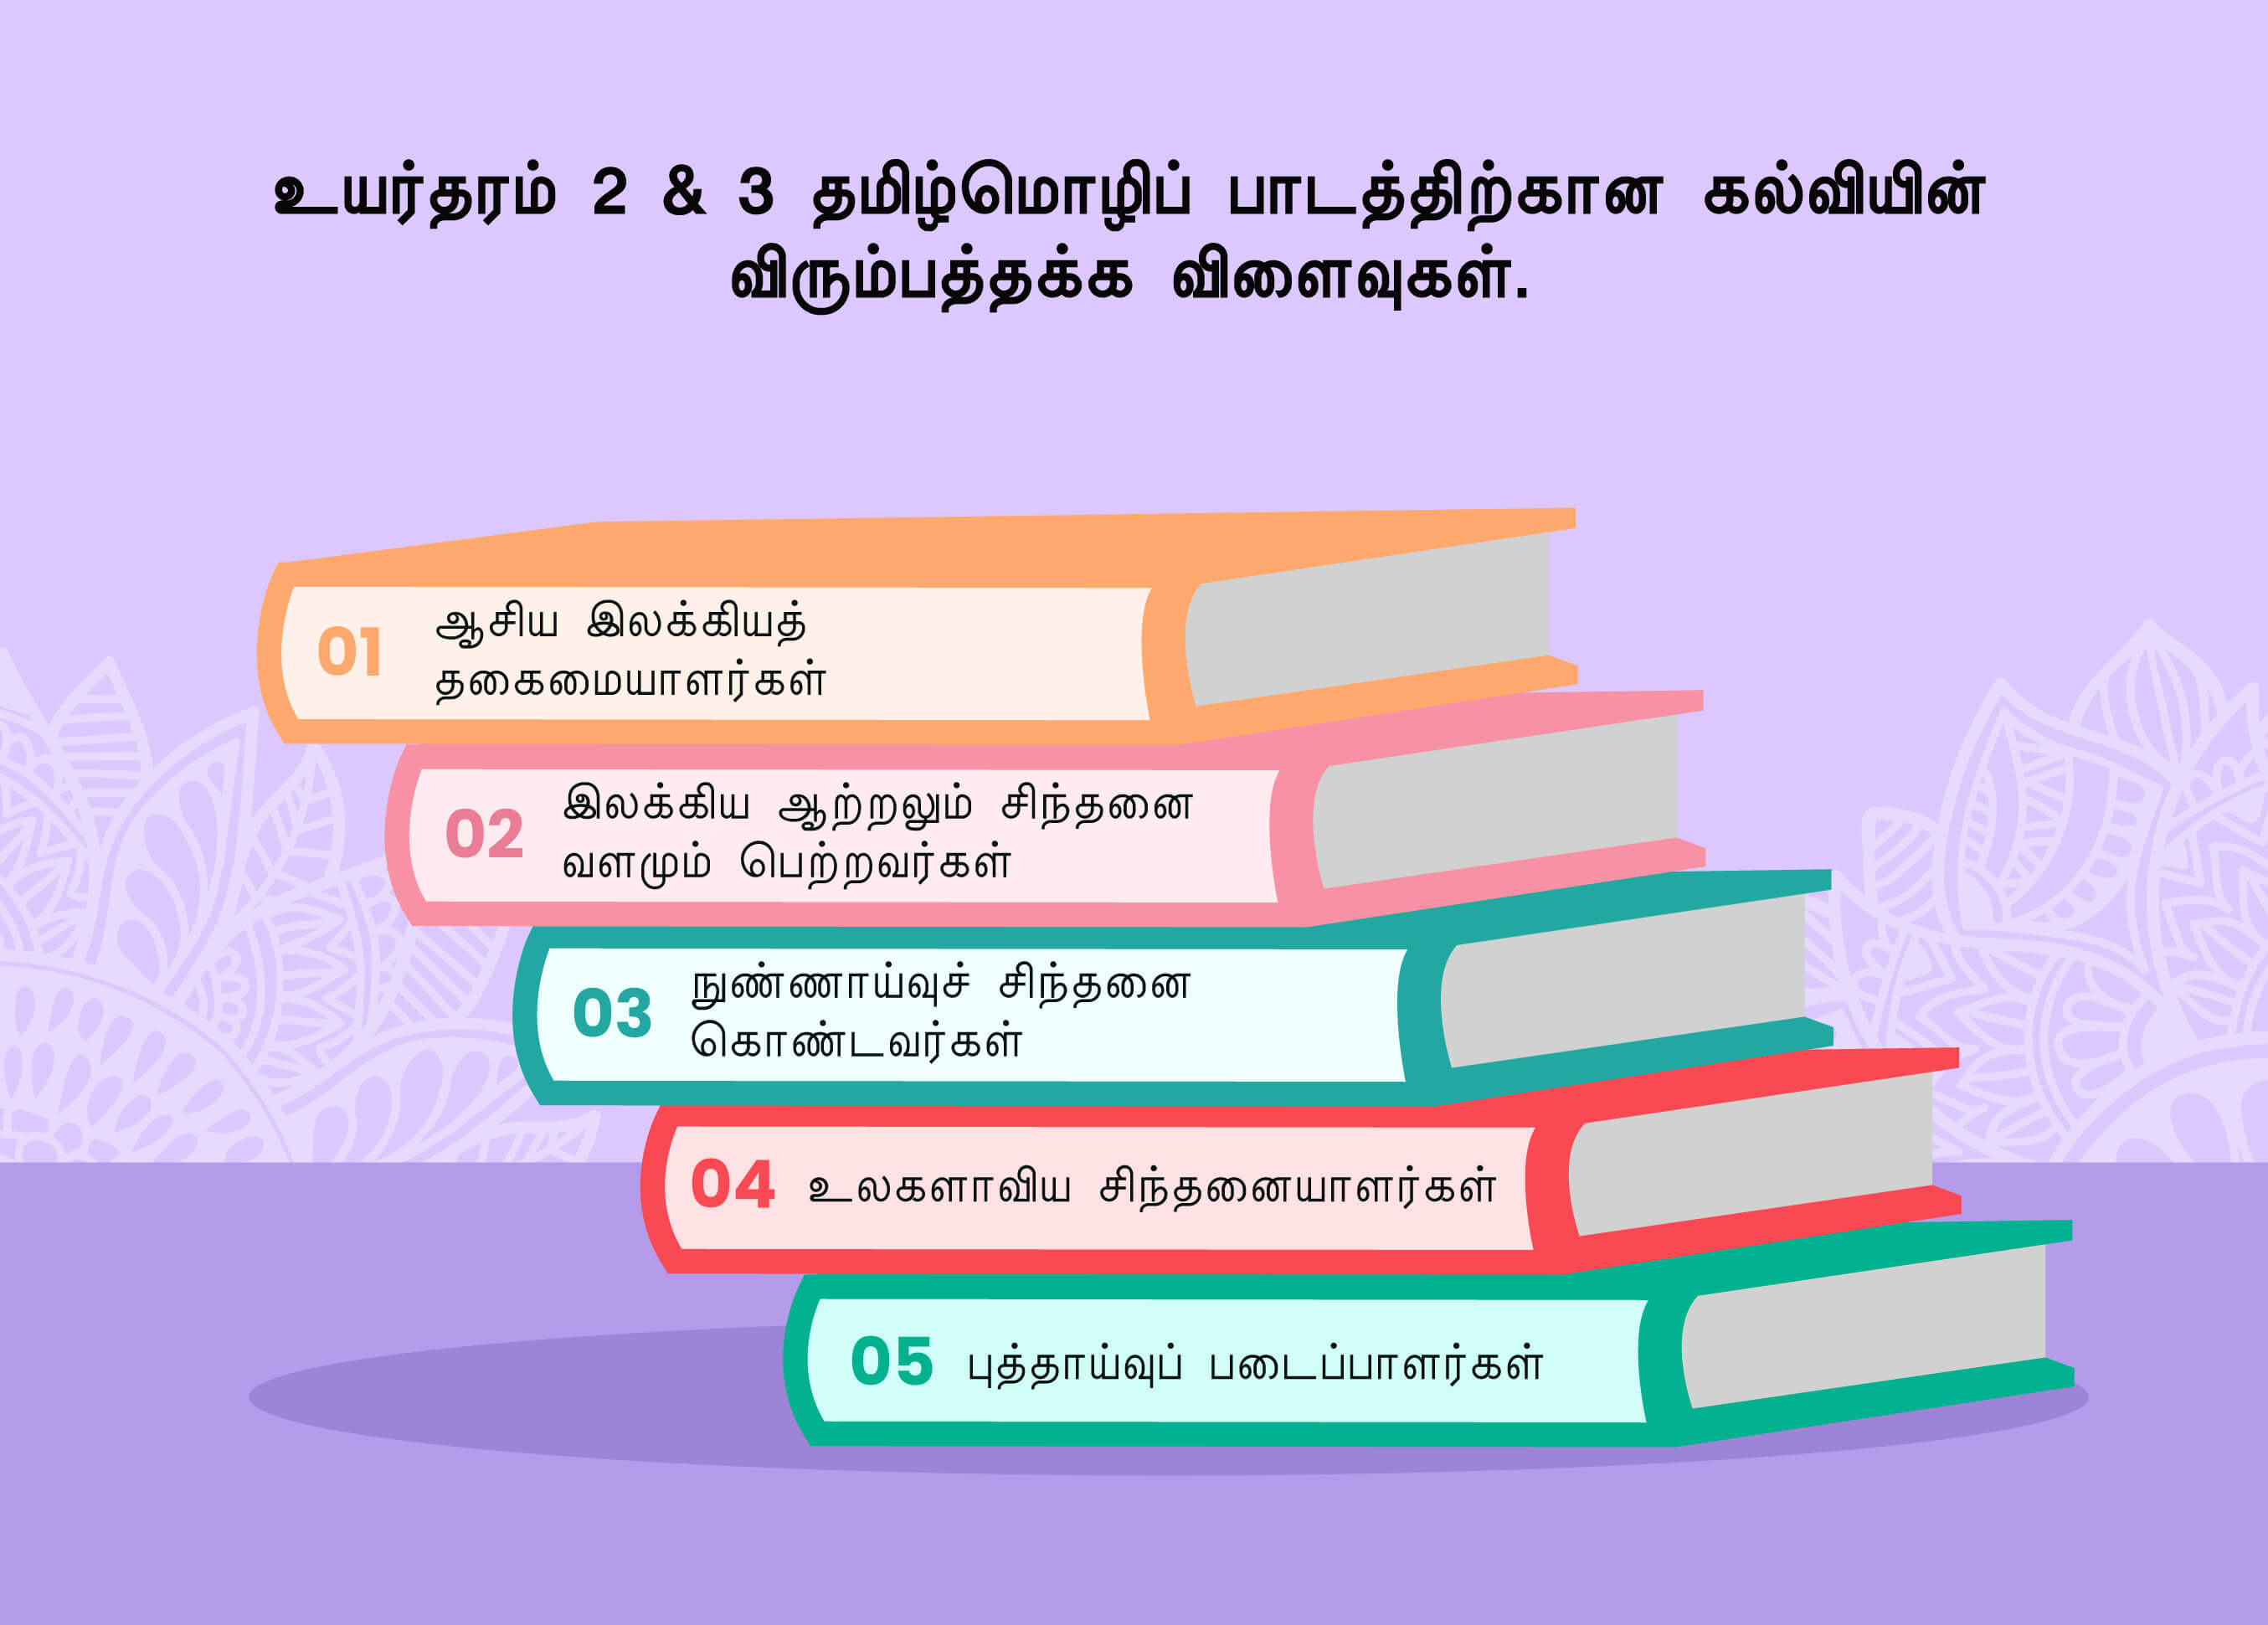 உயர்தரம் 2 & 3 தமிழ்மொழிப் பாடத்திற்கான கல்வியின்
விரும்பத்தக்க விளைவுகள்.
01 ஆசிய இலக்கியத்
தகைமையாளர்கள்
02 இலக்கிய ஆற்றலும் சிந்தனை
வளமும் பெற்றவர்கள்
03 நுண்ணாய்வுச் சிந்தனை
கொண்டவர்கள்
04 உலகளாவிய சிந்தனையாளர்கள்
05 புத்தாய்வுப் படைப்பாளர்கள்